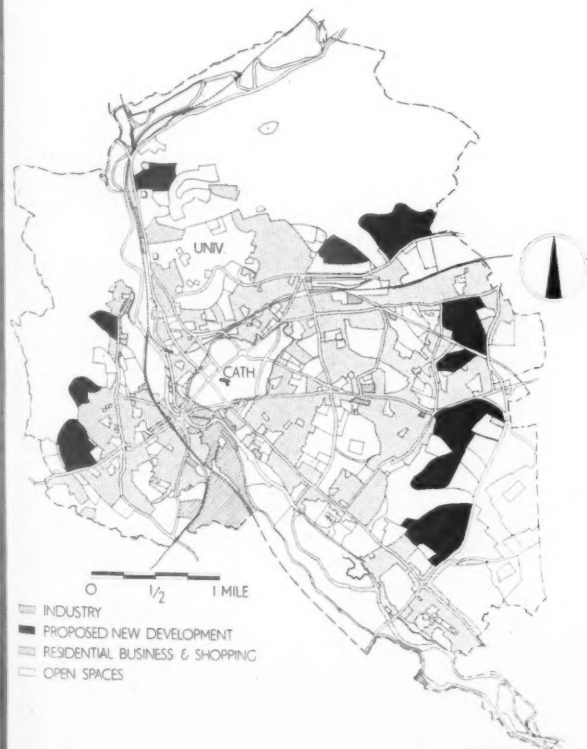 UNIV.
CATH
0 1/2 1 MILE
INDUSTRY
PROPOSED NEW DEVELOPMENT
RESIDENTIAL BUSINESS & SHOPPING
OPEN SPACES